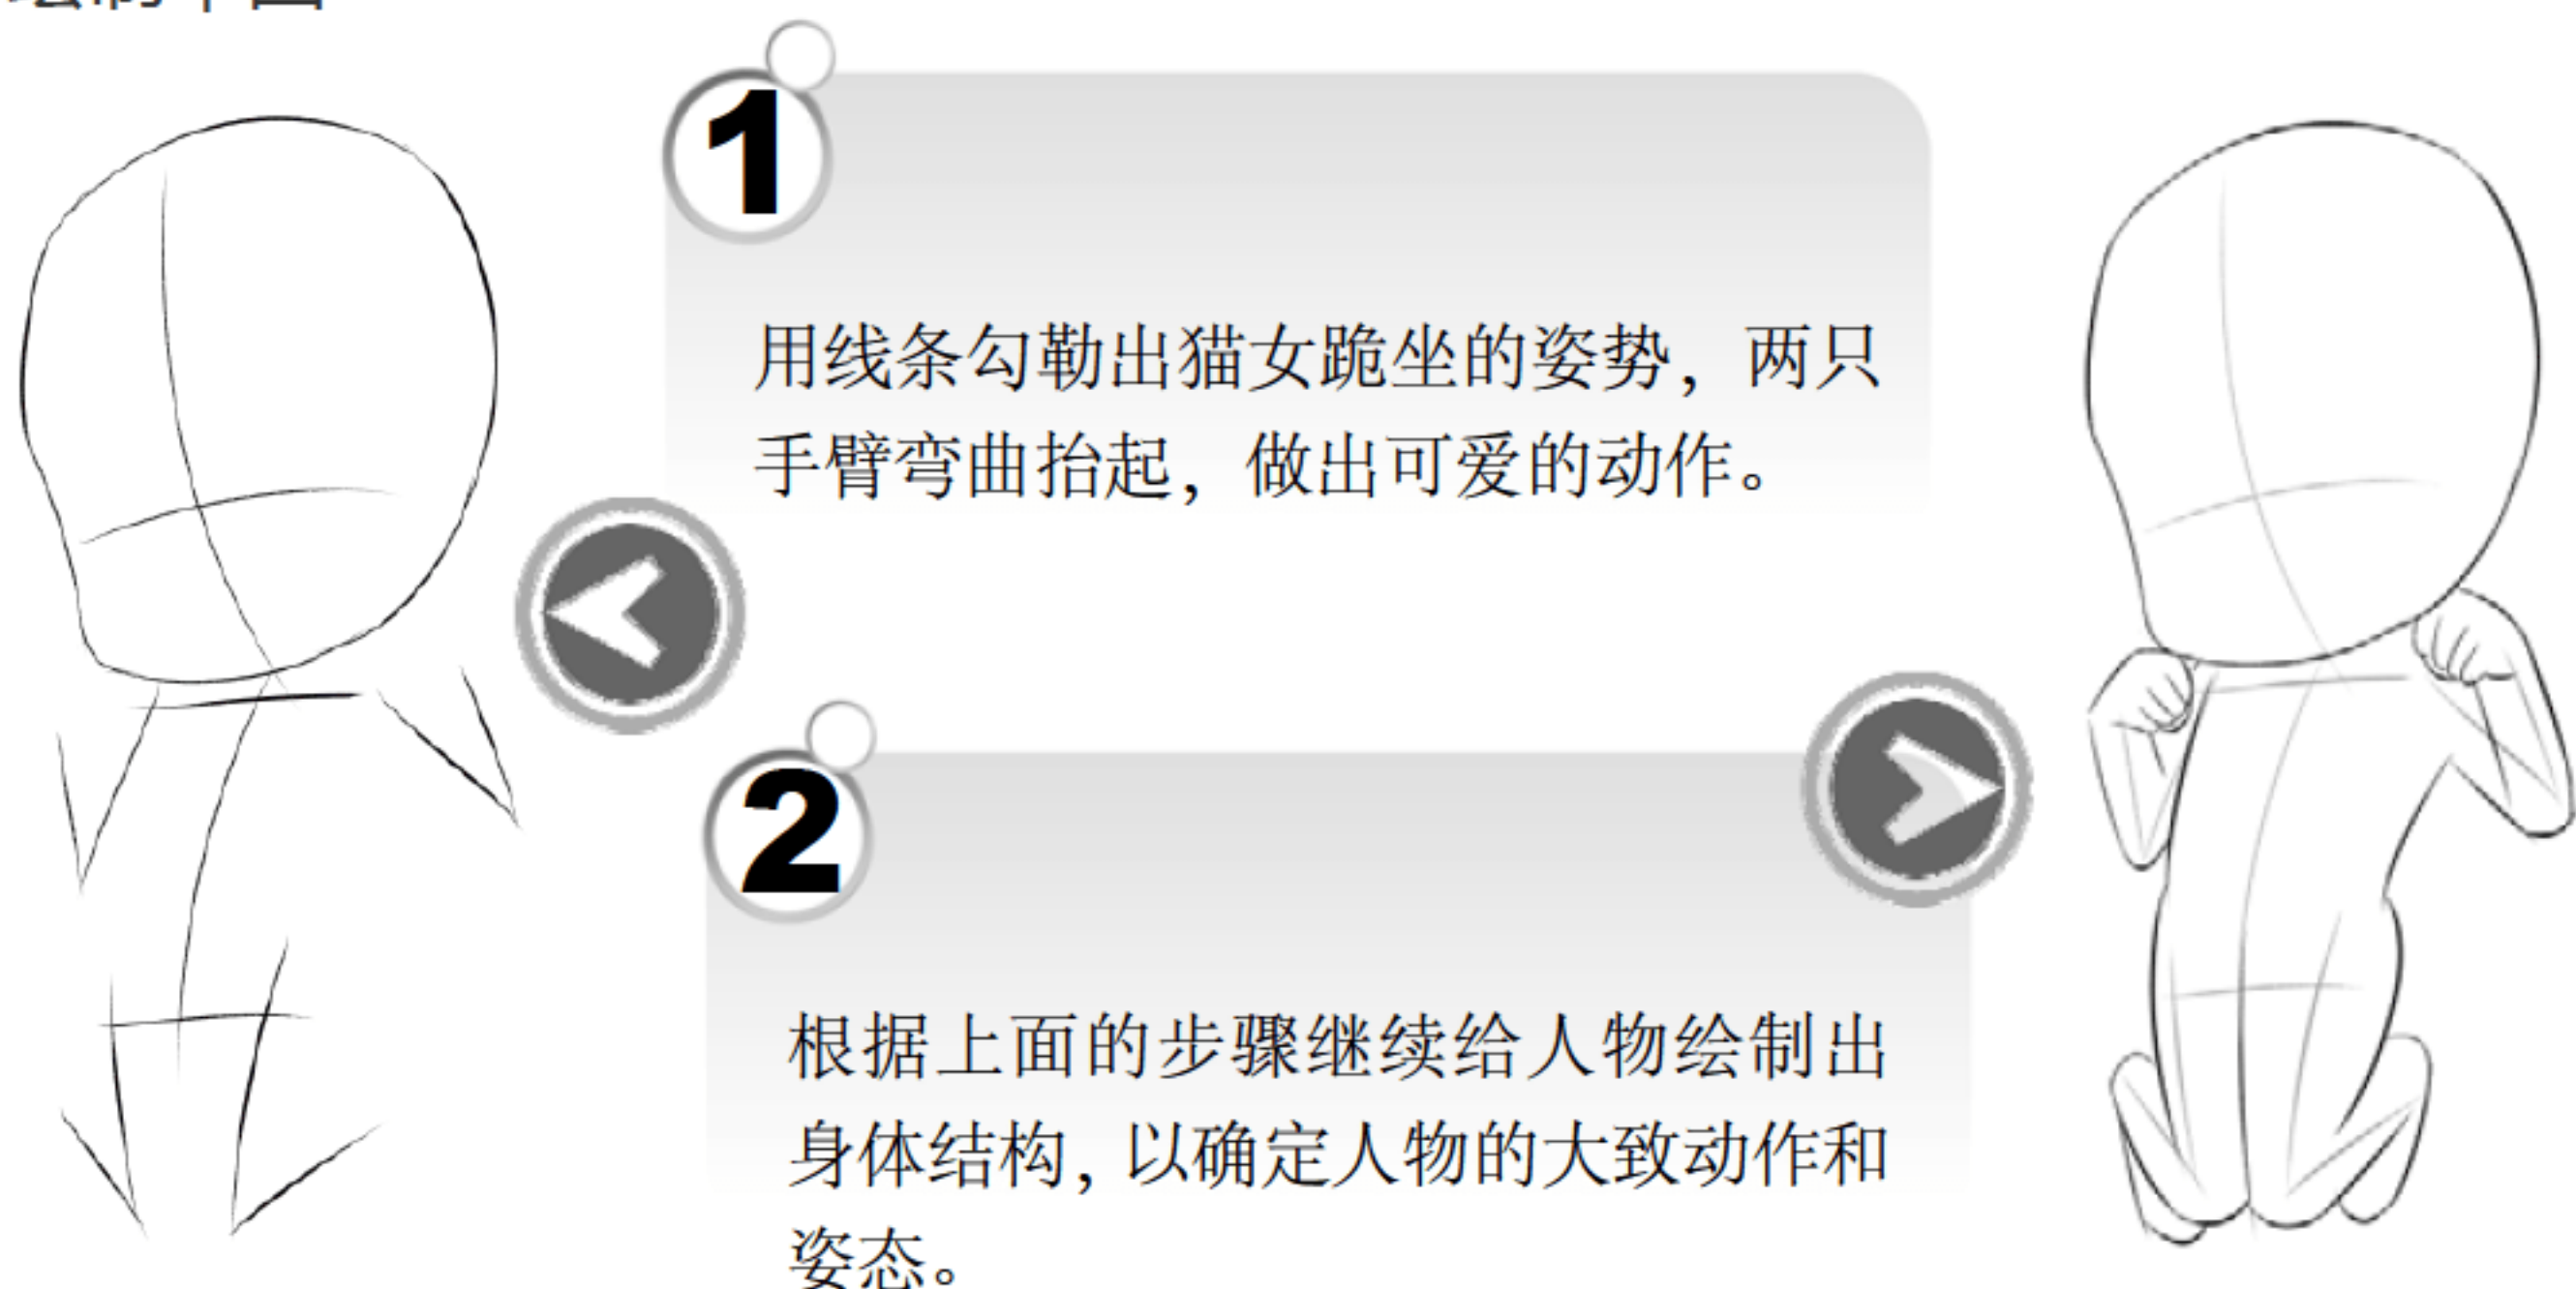 1
用线条勾勒出猫女跪坐的姿势，两只
手臂弯曲抬起，做出可爱的动作。
2
根据上面的步骤继续给人物绘制出
身体结构，以确定人物的大致动作和
姿态。